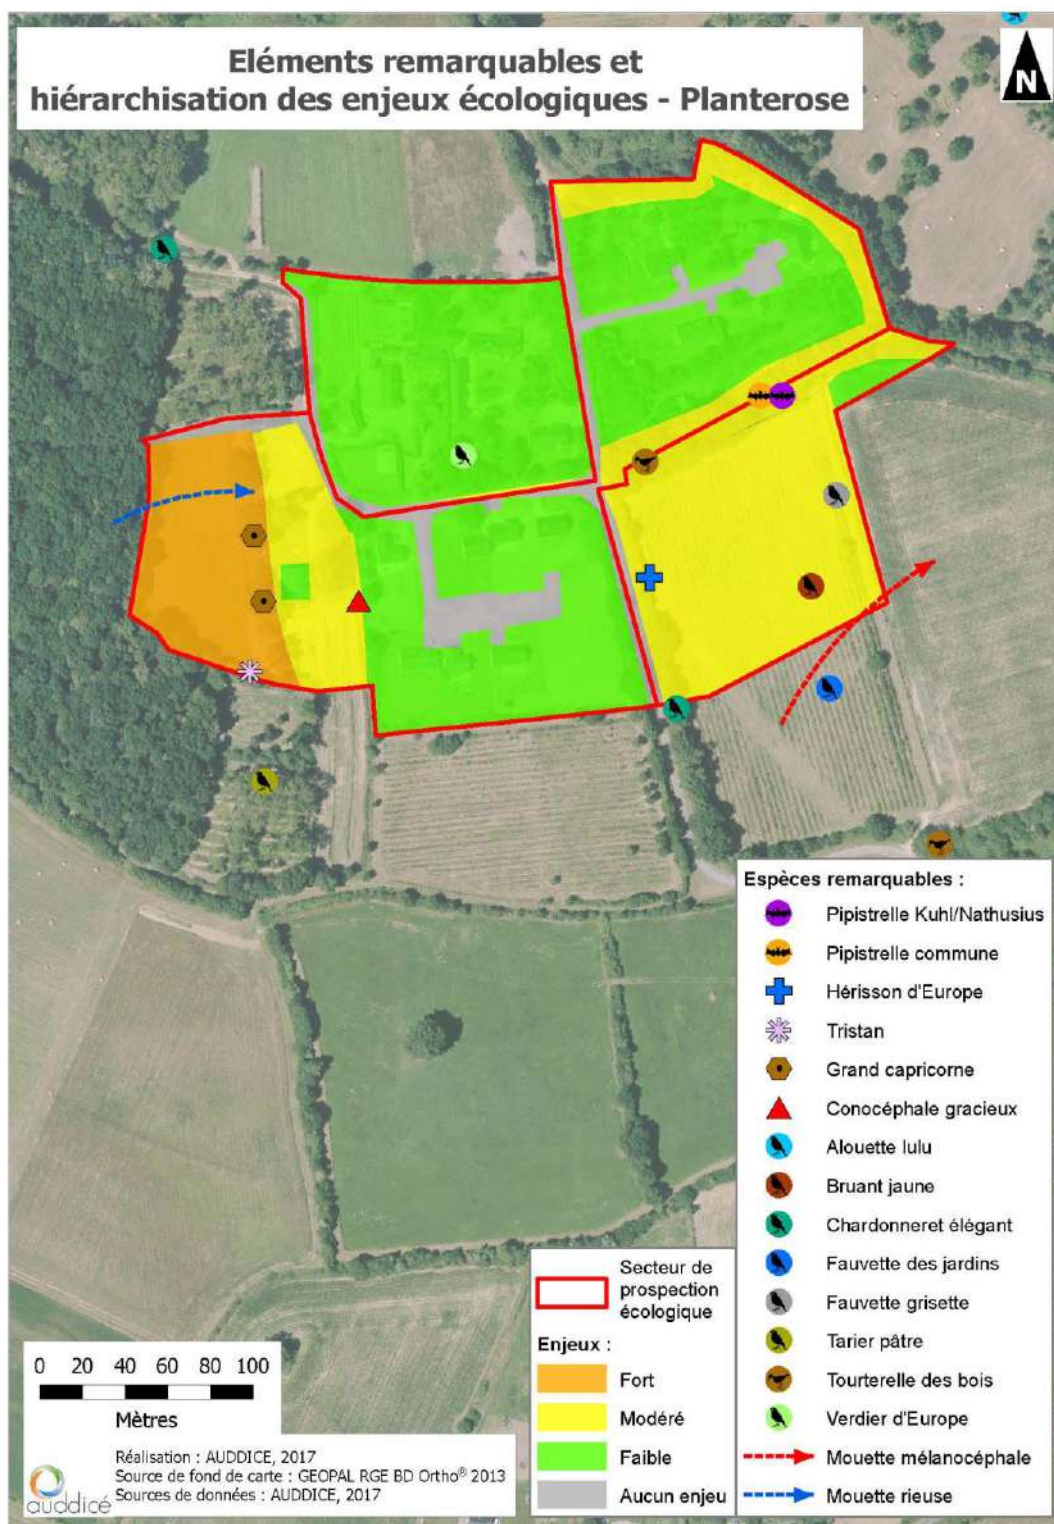 Eléments remarquables et
hiérarchisation des enjeux écologiques - Planterose
N
Espèces remarquables :
Pipistrelle Kuhl/Nathusius
Pipistrelle commune
Hérisson d'Europe
Tristan
Grand capricorne
Conocéphale gracieux
Alouette lulu
Bruant jaune
Chardonneret élégant
Fauvette des jardins
Fauvette grisette
Tarier pâtre
Tourterelle des bois
Verdier d'Europe
Mouette mélanocéphale
Mouette rieuse
Secteur de
prospection
écologique
Enjeux :
Fort
Modéré
Faible
Aucun enjeu
0 20 40 60 80 100
Mètres
Réalisation : AUDDICE, 2017
Source de fond de carte : GEOPAL RGE BD Ortho® 2013
Sources de données : AUDDICE, 2017
auddicé